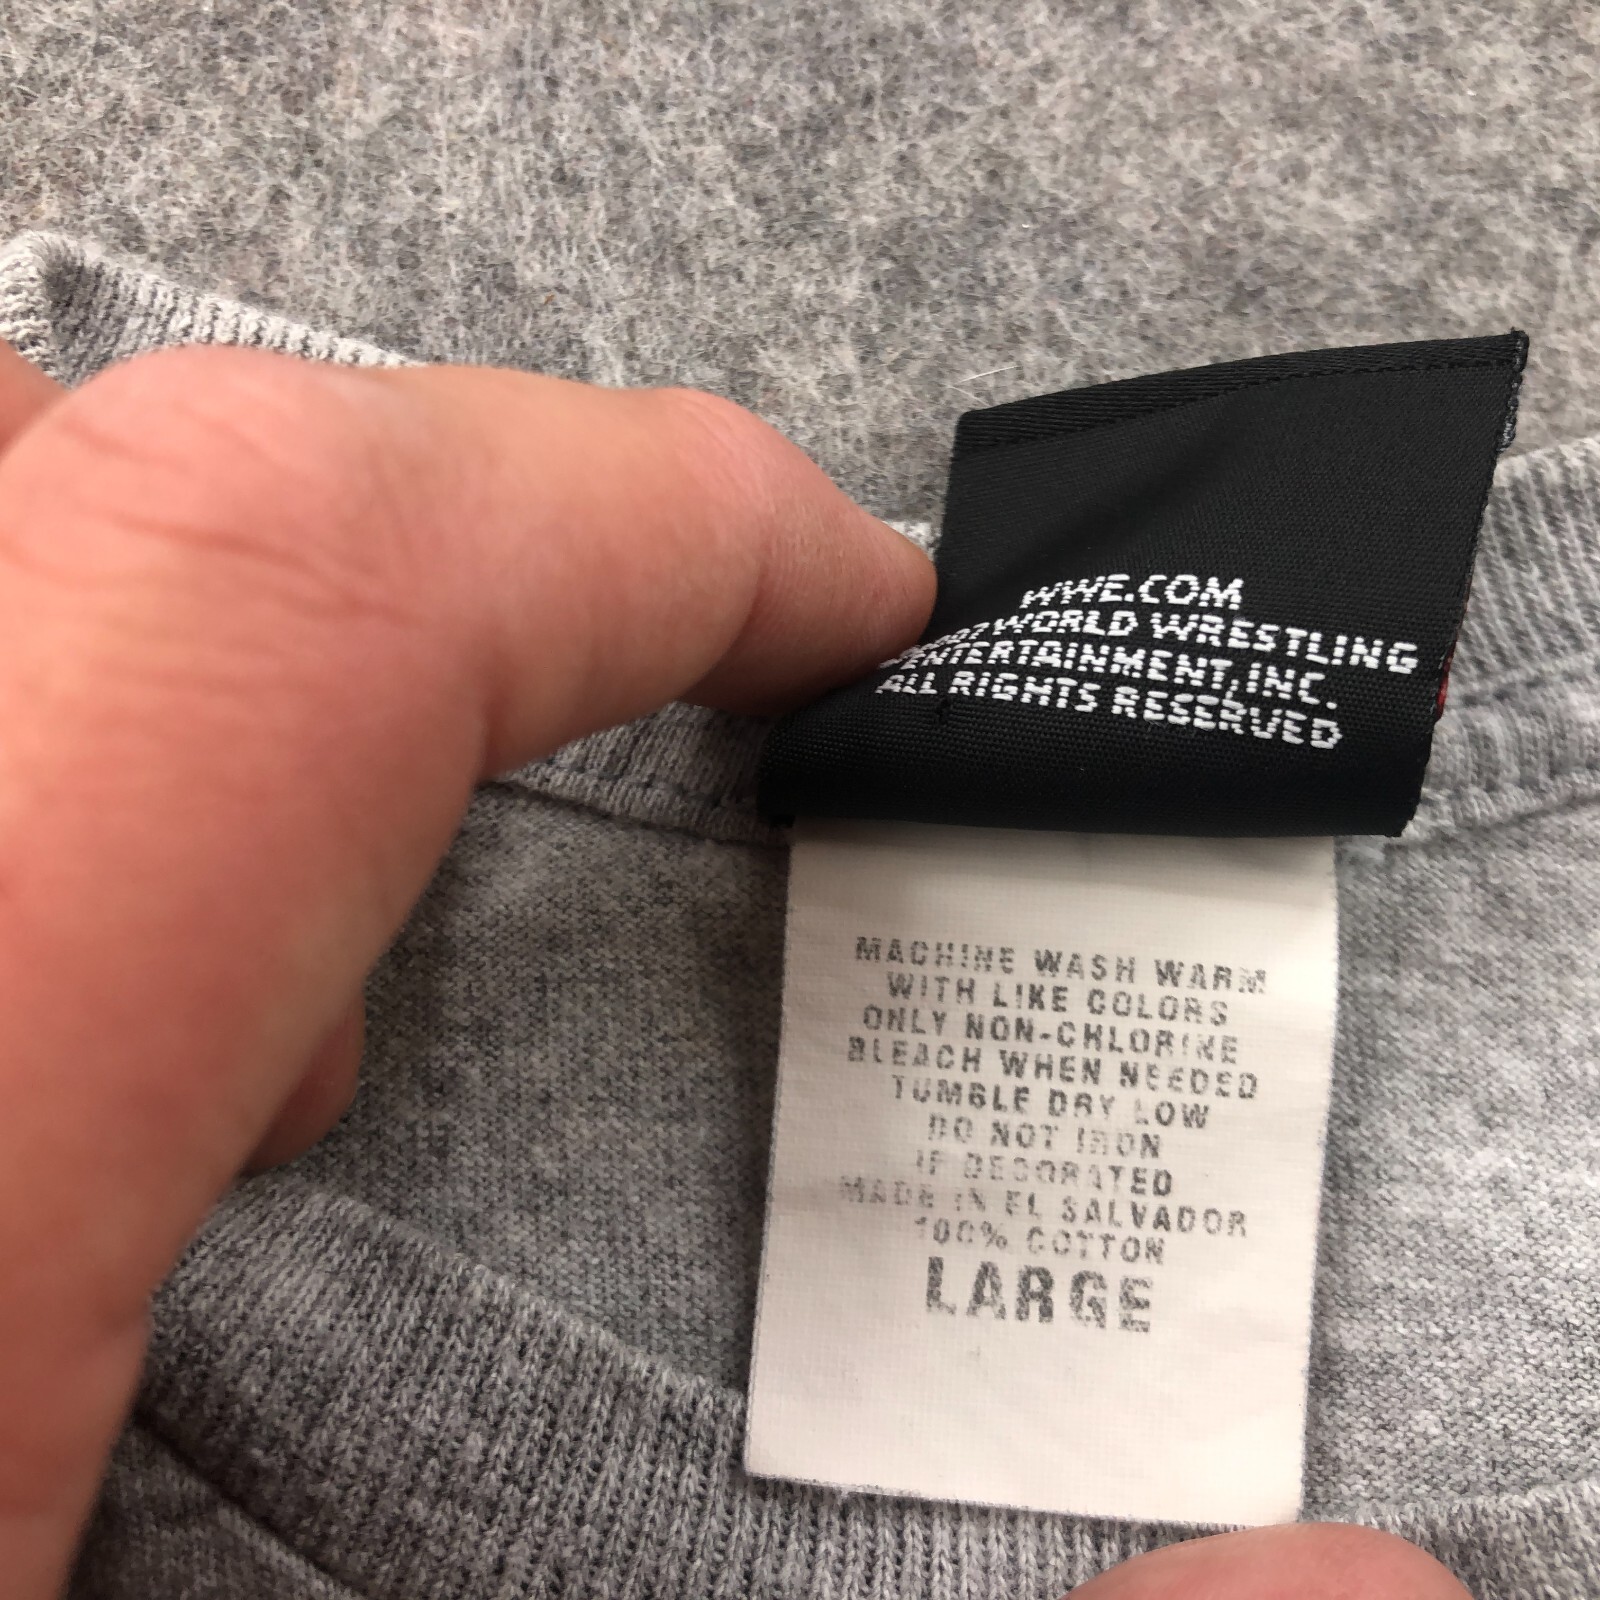 WWE.COM
WORLD WRESTLING
ENTERTAINMENT, INC.
ALL RIGHTS RESERVED
MACHINE WASH WARM
WITH LIKE COLORS
ONLY NON-CHLORINE
BLEACH WHEN NEEDED
TUMBLE DRY LOW
DO NOT IRON
IF DECORATED
MADE IN EL SALVADOR
100% COTTON
LARGE